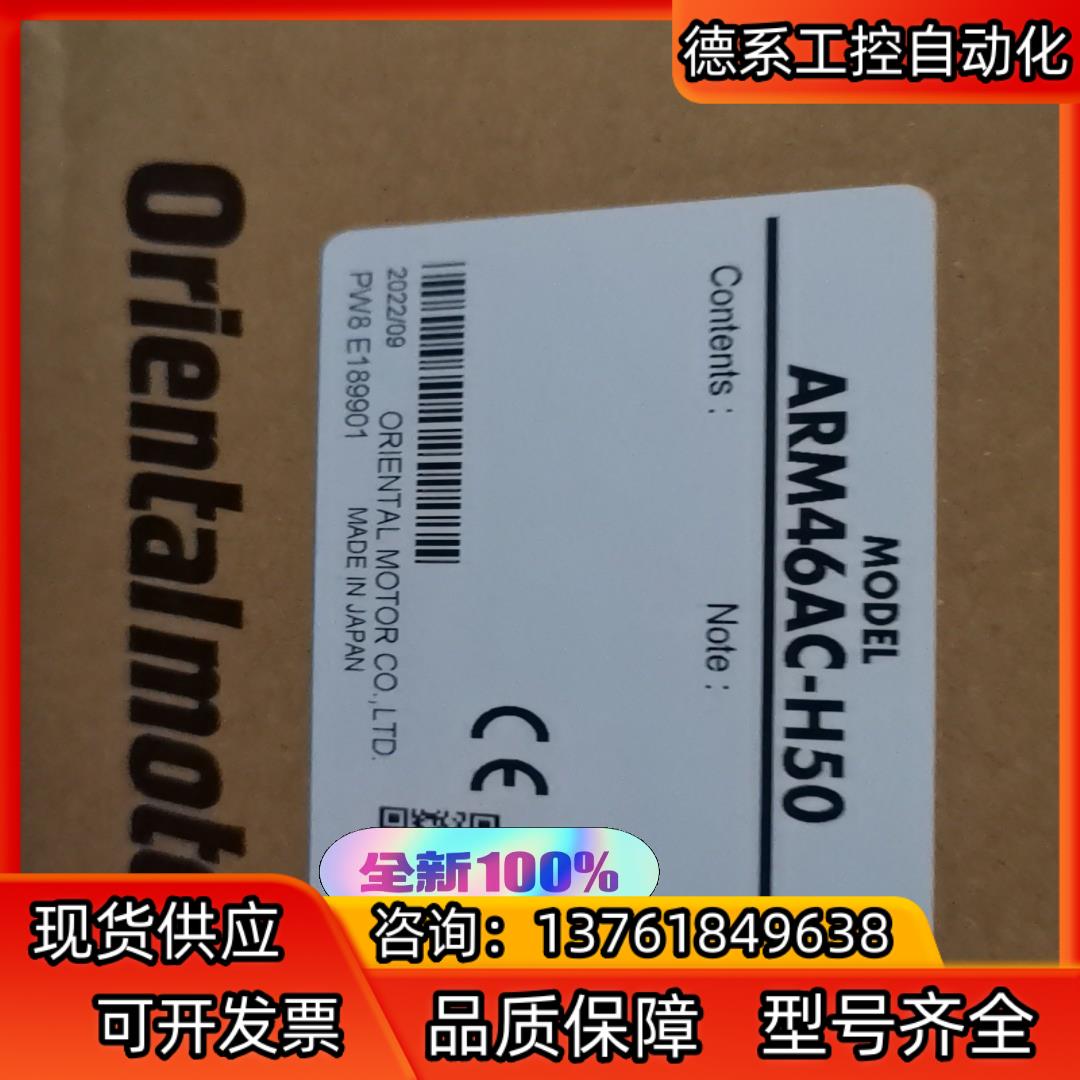 德系工控自动化
Oriental mot
MODEL
ARM46AC-H50
Contents :
Note :
CE
2022/09 ORIENTAL MOTOR CO.,LTD.
PW8 E189901 MADE IN JAPAN
全新100%
现货供应
咨询：13761849638
可开发票
品质保障
型号齐全